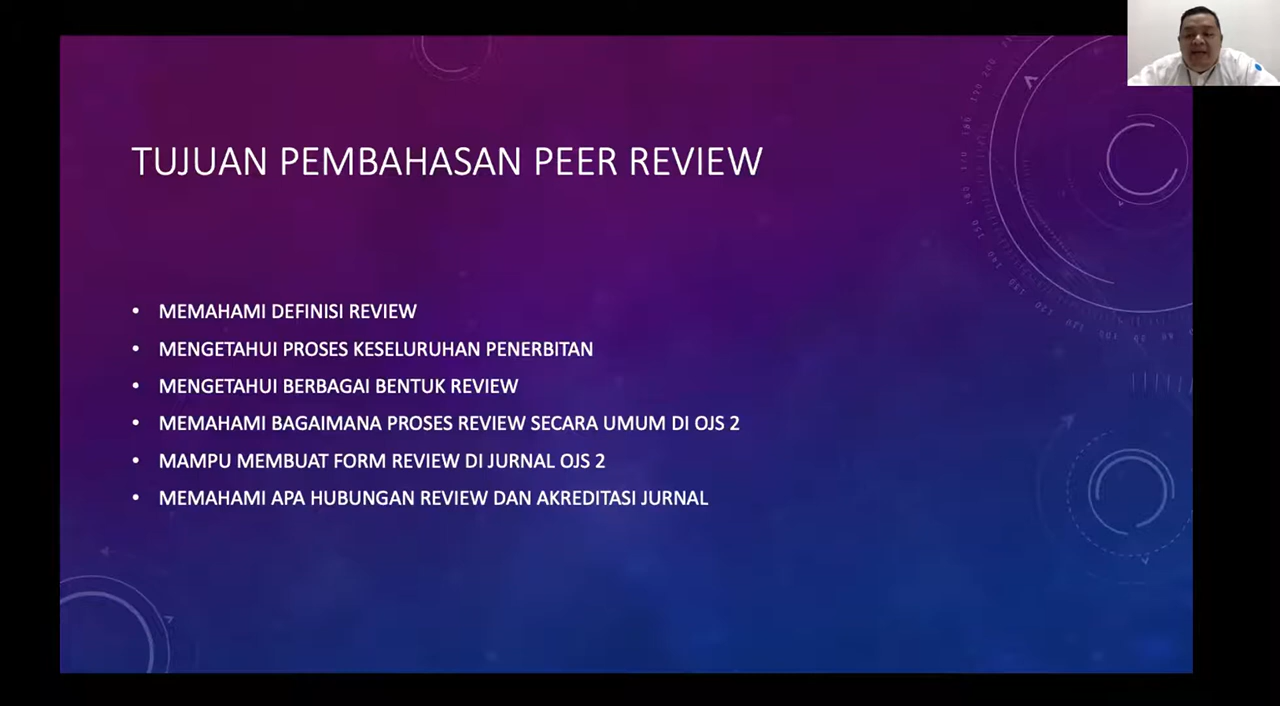 TUJUAN PEMBAHASAN PEER REVIEW
• MEMAHAMI DEFINISI REVIEW
• MENGETAHUI PROSES KESELURUHAN PENERBITAN
• MENGETAHUI BERBAGAI BENTUK REVIEW
• MEMAHAMI BAGAIMANA PROSES REVIEW SECARA UMUM DI OJS 2
• MAMPU MEMBUAT FORM REVIEW DI JURNAL OJS 2
• MEMAHAMI APA HUBUNGAN REVIEW DAN AKREDITASI JURNAL